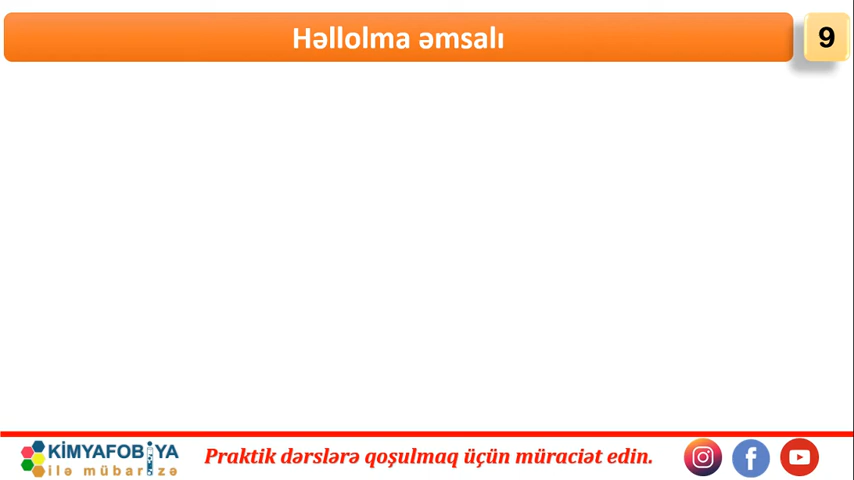 Həllolma əmsalı
9
KİMYAFOBİYA
ilə mübarizə
Praktik dərslərə qoşulmaq üçün müraciət edin.